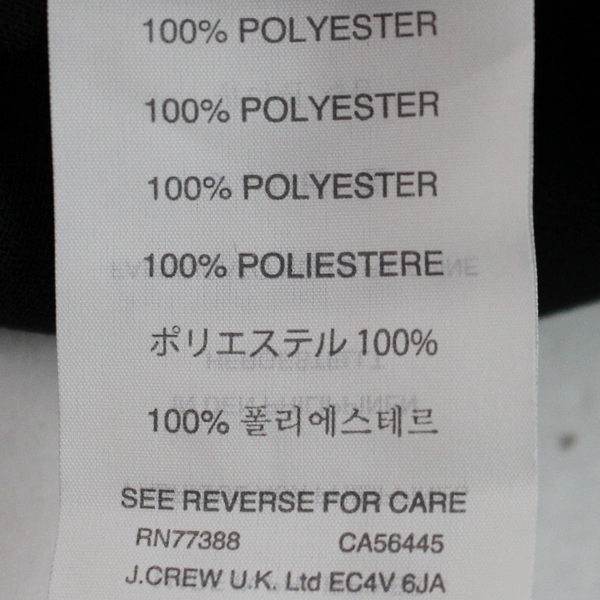 100% POLYESTER
100% POLYESTER
100% POLYESTER
100% POLIESTERE
ポリエステル 100%
100% 폴리에스테르
SEE REVERSE FOR CARE
RN77388 CA56445
J.CREW U.K. Ltd EC4V 6JA